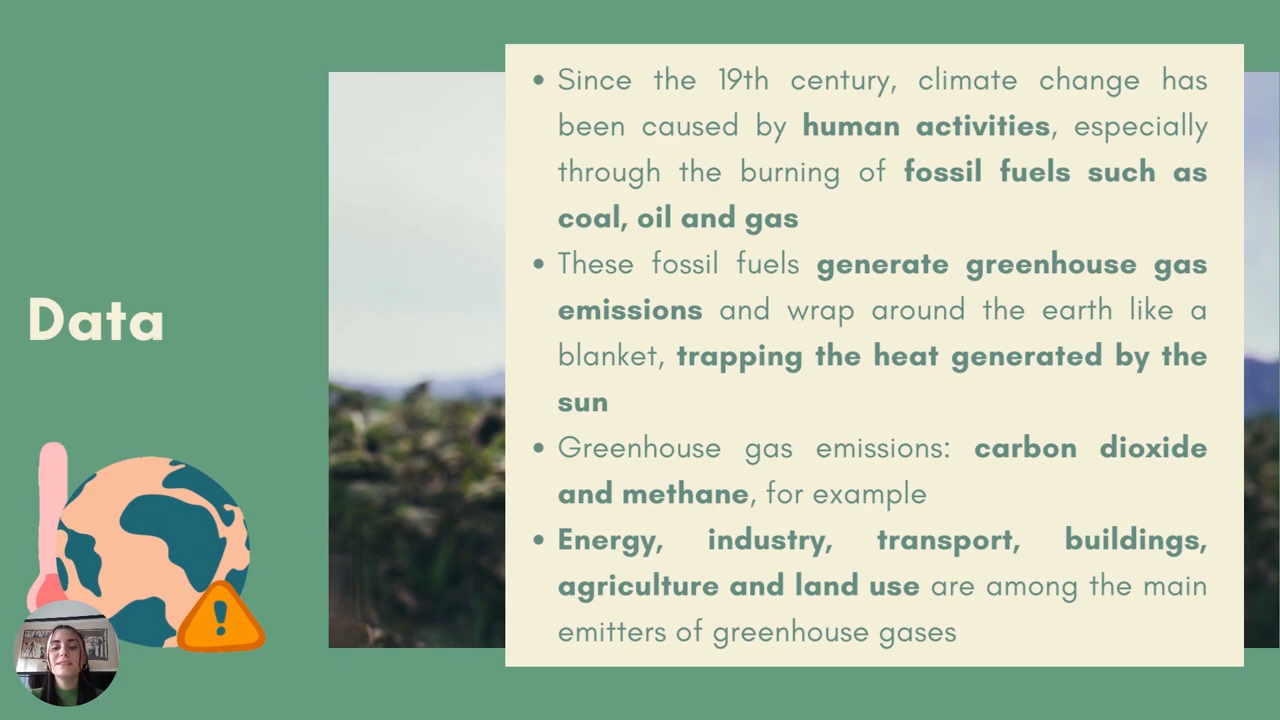 Data
Since the 19th century, climate change has
been caused by human activities, especially
through the burning of fossil fuels such as
coal, oil and gas
These fossil fuels generate greenhouse gas
emissions and wrap around the earth like a
blanket, trapping the heat generated by the
sun
Greenhouse gas emissions: carbon dioxide
and methane, for example
Energy, industry, transport, buildings,
agriculture and land use are among the main
emitters of greenhouse gases